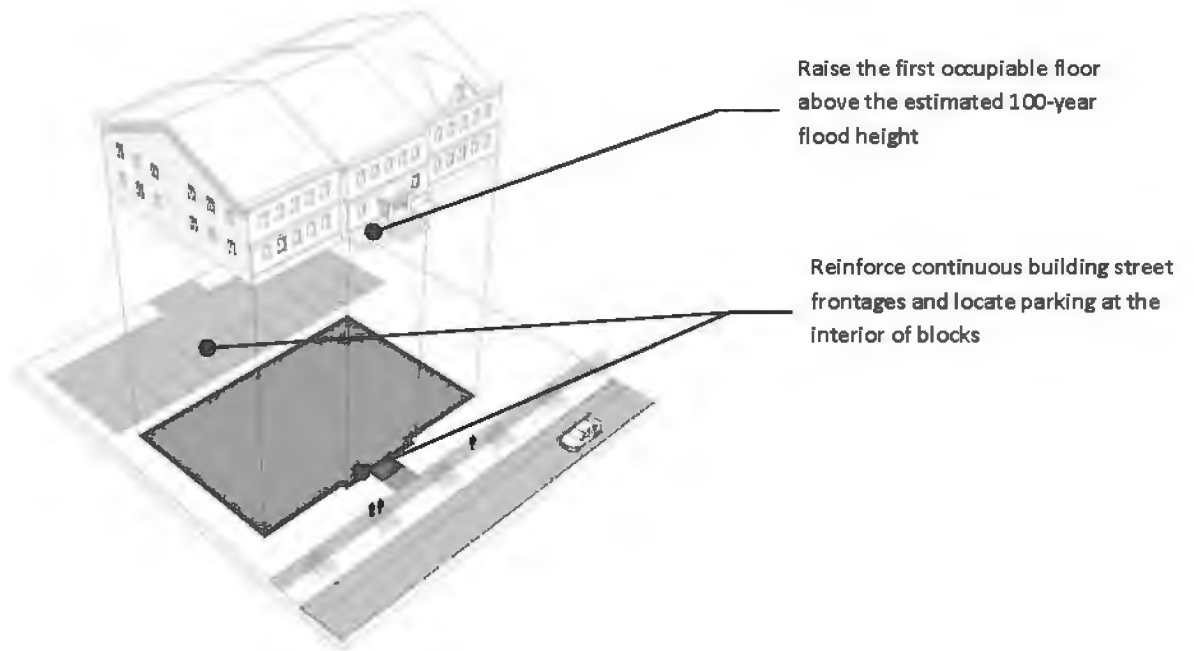 Raise the first occupiable floor
above the estimated 100-year
flood height
Reinforce continuous building street
frontages and locate parking at the
interior of blocks